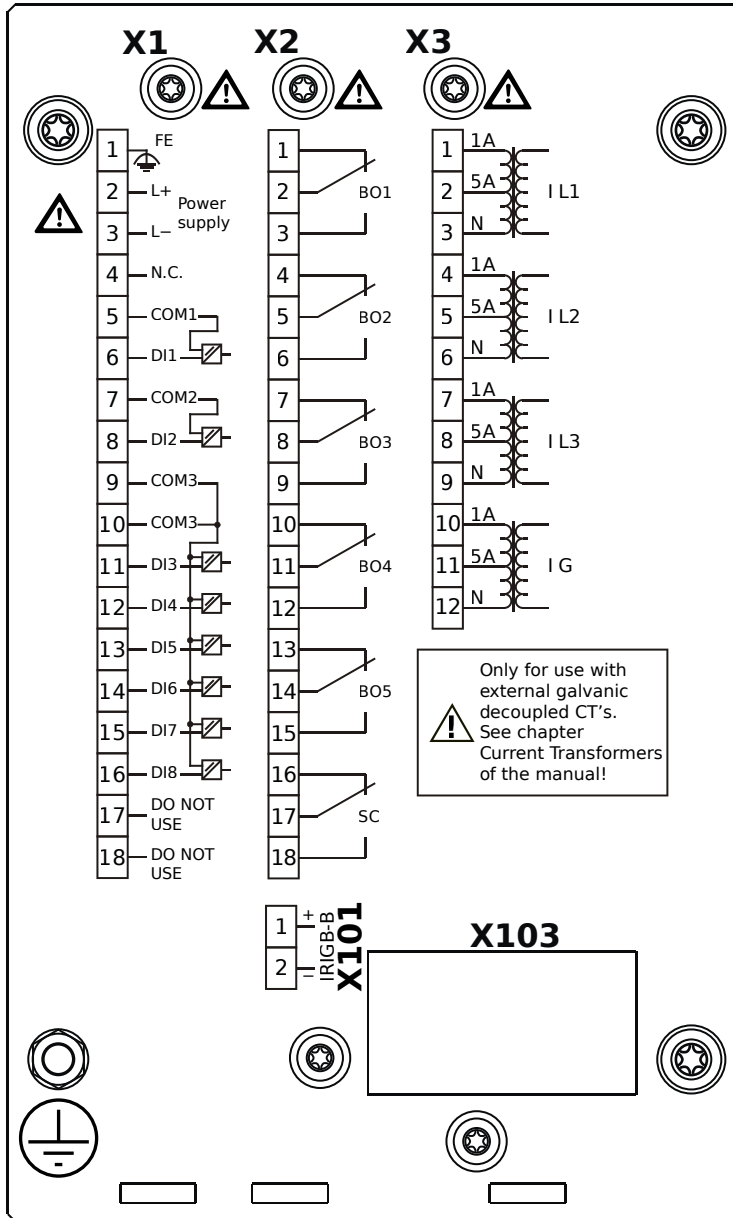 X1 X2 X3
1 FE
2 L+
3 L−
Power
supply
4 N.C.
5 COM1
6 DI1
7 COM2
8 DI2
9 COM3
10 COM3
11 DI3
12 DI4
13 DI5
14 DI6
15 DI7
16 DI8
17 DO NOT
USE
18 DO NOT
USE
1
2 BO1
3
4
5 BO2
6
7
8 BO3
9
10
11 BO4
12
13
14 BO5
15
16
17 SC
18
1 1A
2 5A I L1
3 N
4 1A
5 5A I L2
6 N
7 1A
8 5A I L3
9 N
10 1A
11 5A I G
12 N
Only for use with
external galvanic
decoupled CT's.
See chapter
Current Transformers
of the manual!
1 +
2 −
IRIGB-B
X101
X103